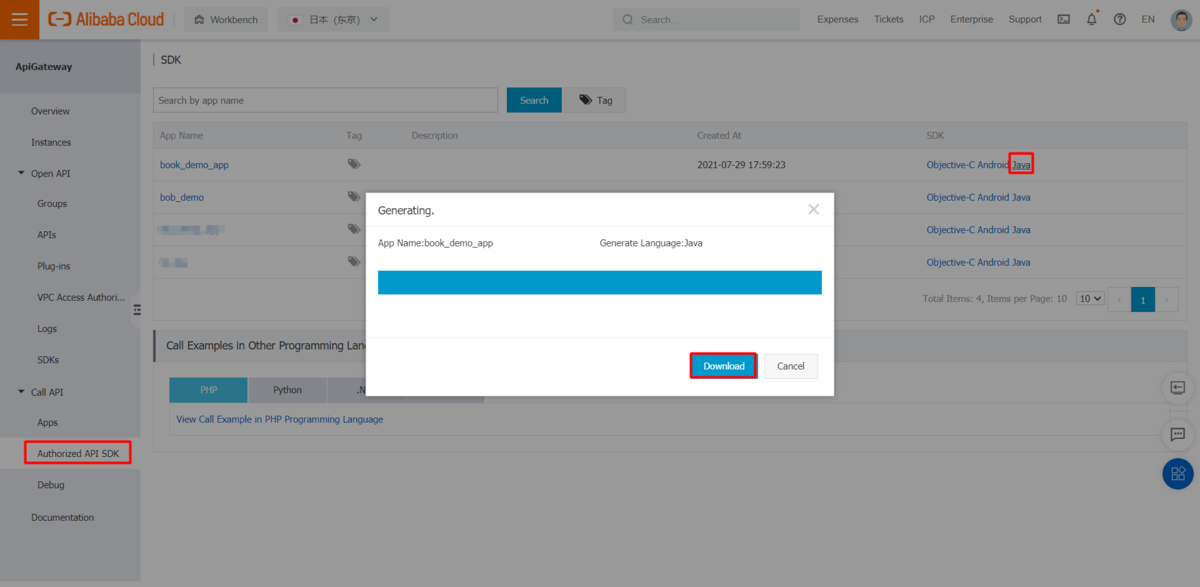 Alibaba Cloud
Workbench
日本（东京）
Search...
Expenses
Tickets
ICP
Enterprise
Support
EN
ApiGateway
Overview
Instances
Open API
Groups
APIs
Plug-ins
VPC Access Authori...
Logs
SDKs
Call API
Apps
Authorized API SDK
Debug
Documentation
SDK
Search by app name
Search
Tag
App Name Tag Description Created At SDK
book_demo_app 2021-07-29 17:59:23 Objective-C Android Java
bob_demo Objective-C Android Java
Objective-C Android Java
Objective-C Android Java
Total Items: 4, Items per Page: 10 10 1
Generating.
App Name:book_demo_app Generate Language:Java
Download
Cancel
Call Examples in Other Programming Lan
PHP Python .N
View Call Example in PHP Programming Language